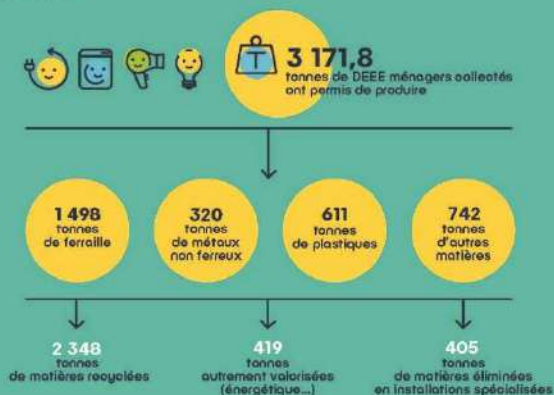 T
3 171,8
tonnes de DEEE ménagers collectés
ont permis de produire
1 498
tonnes
de ferraille
320
tonnes
de métaux
non ferreux
611
tonnes
de plastiques
742
tonnes
d'autres
matières
2 348
tonnes
de matières recyclées
419
tonnes
autrement valorisées
(énergétique...)
405
tonnes
de matières éliminées
en installations spécialisées